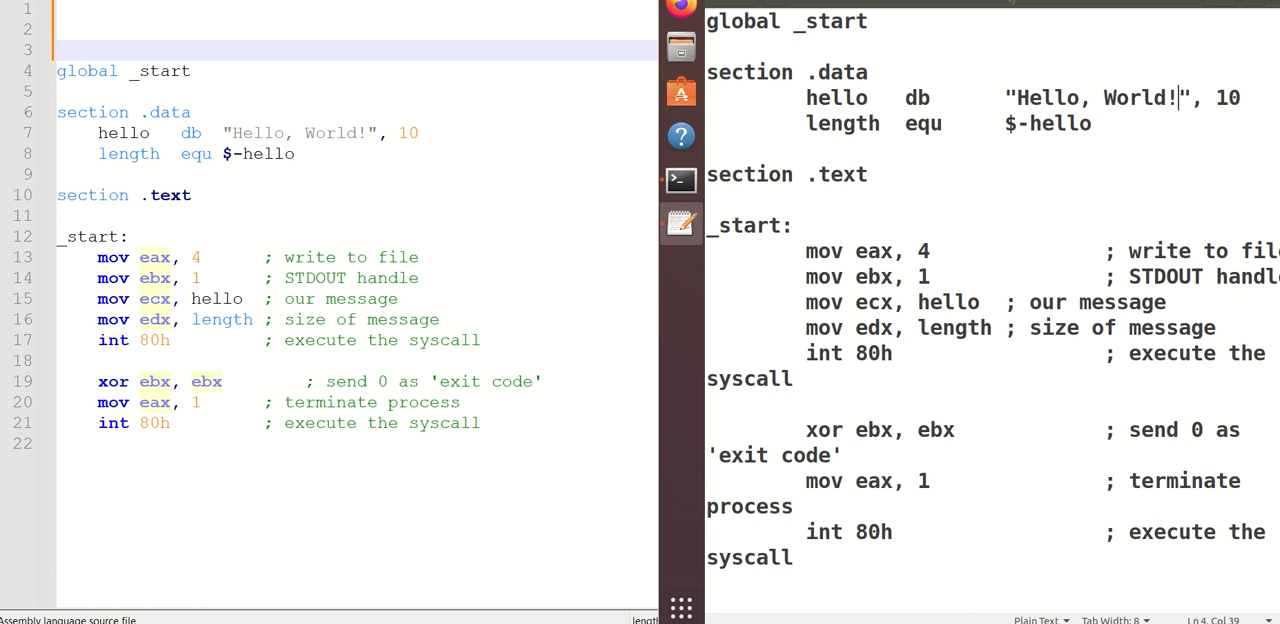 1
2
3
4 global _start
5
6 section .data
7 hello db "Hello, World!", 10
8 length equ $-hello
9
10 section .text
11
12 _start:
13 mov eax, 4 ; write to file
14 mov ebx, 1 ; STDOUT handle
15 mov ecx, hello ; our message
16 mov edx, length ; size of message
17 int 80h ; execute the syscall
18
19 xor ebx, ebx ; send 0 as 'exit code'
20 mov eax, 1 ; terminate process
21 int 80h ; execute the syscall
22
Assembly language source file
lengt
global _start
section .data
hello db "Hello, World!", 10
length equ $-hello
section .text
_start:
mov eax, 4 ; write to file
mov ebx, 1 ; STDOUT handle
mov ecx, hello ; our message
mov edx, length ; size of message
int 80h ; execute the
syscall
xor ebx, ebx ; send 0 as
'exit code'
mov eax, 1 ; terminate
process
int 80h ; execute the
syscall
Plain Text Tab Width: 8 Ln 4, Col 39